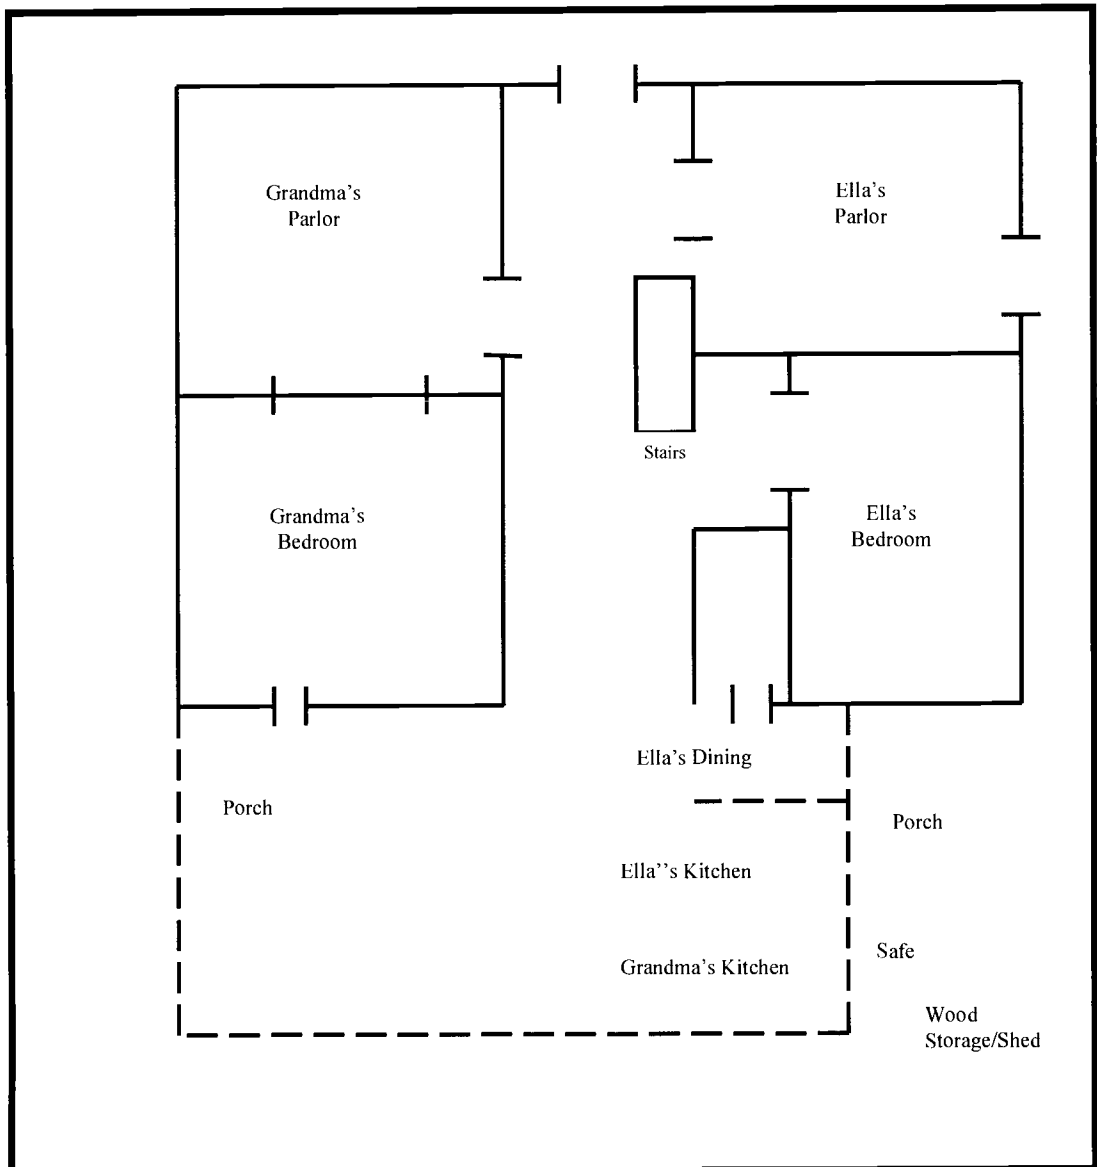 Grandma's
Parlor
Ella's
Parlor
Stairs
Grandma's
Bedroom
Ella's
Bedroom
Ella's Dining
Porch
Porch
Ella''s Kitchen
Safe
Grandma's Kitchen
Wood
Storage/Shed